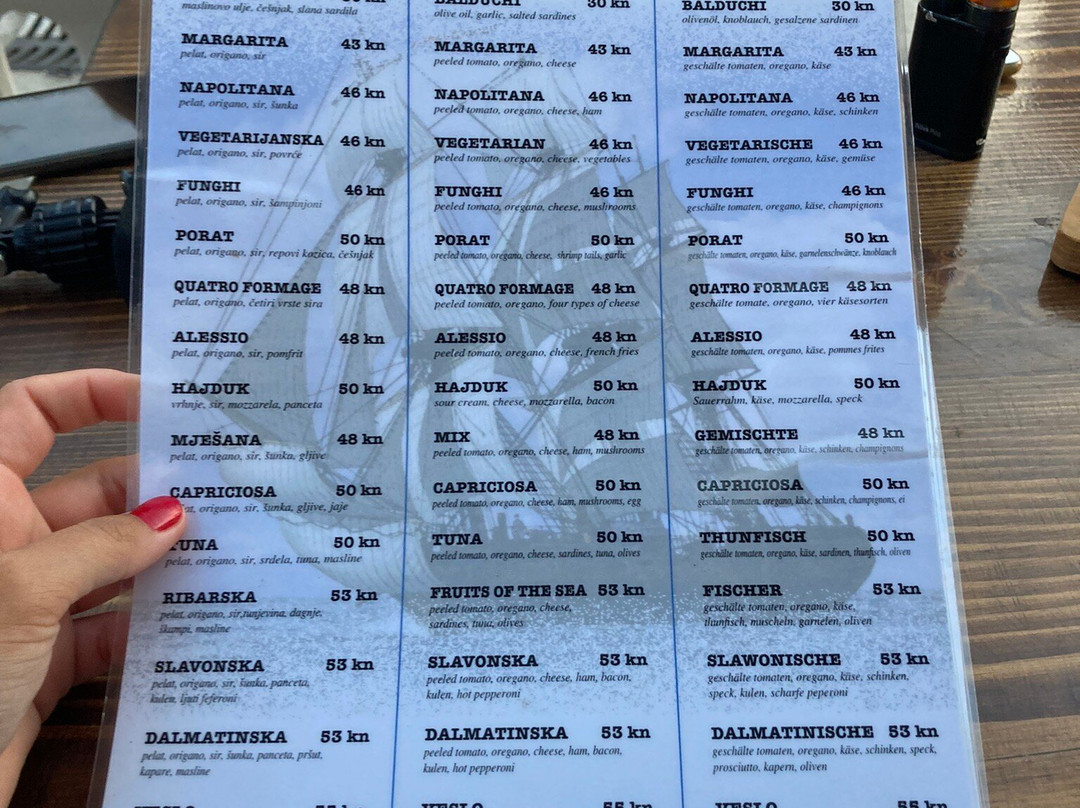 maslinovo ulje, češnjak, slana sardila
MARGARITA 43 kn
pelat, origano, sir
NAPOLITANA 46 kn
pelat, origano, sir, šunka
VEGETARIJANSKA 46 kn
pelat, origano, sir, povrće
FUNGHI 46 kn
pelat, origano, sir, šampinjoni
PORAT 50 kn
pelat, origano, sir, repovi kozica, češnjak
QUATRO FORMAGE 48 kn
pelat, origano, četiri vrste sira
ALESSIO 48 kn
pelat, origano, sir, pomfrit
HAJDUK 50 kn
vrhnje, sir, mozzarela, panceta
MJEŠANA 48 kn
pelat, origano, sir, šunka, gljive
CAPRICIOSA 50 kn
origano, sir, šunka, gljive, jaje
TUNA 50 kn
pelat, origano, sir, srdela, tuna, masline
RIBARSKA 53 kn
pelat, origano, sir,tunjevina, dagnje,
škampi, masline
SLAVONSKA 53 kn
pelat, origano, sir, šunka, panceta,
kulen, ljuti feferoni
DALMATINSKA 53 kn
pelat, origano, sir, šunka, panceta, pršut,
kapare, masline
BALDUCHI 30 kn
olive oil, garlic, salted sardines
MARGARITA 43 kn
peeled tomato, oregano, cheese
NAPOLITANA 46 kn
peeled tomato, oregano, cheese, ham
VEGETARIAN 46 kn
peeled tomato, oregano, cheese, vegetables
FUNGHI 46 kn
peeled tomato, oregano, cheese, mushrooms
PORAT 50 kn
peeled tomato, oregano, cheese, shrimp tails, garlic
QUATRO FORMAGE 48 kn
peeled tomato, oregano, four types of cheese
ALESSIO 48 kn
peeled tomato, oregano, cheese, french fries
HAJDUK 50 kn
sour cream, cheese, mozzarella, bacon
MIX 48 kn
peeled tomato, oregano, cheese, ham, mushrooms
CAPRICIOSA 50 kn
peeled tomato, oregano, cheese, ham, mushrooms, egg
TUNA 50 kn
peeled tomato, oregano, cheese, sardines, tuna, olives
FRUITS OF THE SEA 53 kn
peeled tomato, oregano, cheese,
sardines, tuna, olives
SLAVONSKA 53 kn
peeled tomato, oregano, cheese, ham, bacon,
kulen, hot pepperoni
DALMATINSKA 53 kn
peeled tomato, oregano, cheese, ham, bacon,
kulen, hot pepperoni
VESLO 55 kn
BALDUCHI 30 kn
olivenöl, knoblauch, gesalzene sardinen
MARGARITA 43 kn
geschälte tomaten, oregano, käse
NAPOLITANA 46 kn
geschälte tomaten, oregano, käse, schinken
VEGETARISCHE 46 kn
geschälte tomaten, oregano, käse, gemüse
FUNGHI 46 kn
geschälte tomaten, oregano, käse, champignons
PORAT 50 kn
geschälte tomaten, oregano, käse, garnelenschwänze, knoblauch
QUATRO FORMAGE 48 kn
geschälte tomate, oregano, vier käsesorten
ALESSIO 48 kn
geschälte tomaten, oregano, käse, pommes frites
HAJDUK 50 kn
Sauerrahm, käse, mozzarella, speck
GEMISCHTE 48 kn
geschälte tomaten, oregano, käse, schinken, champignons
CAPRICIOSA 50 kn
geschälte tomaten, oregano, käse, schinken, champignons, ei
THUNFISCH 50 kn
geschälte tomaten, oregano, käse, sardinen, thunfisch, oliven
FISCHER 53 kn
geschälte tomaten, oregano, käse,
thunfisch, muscheln, garnelen, oliven
SLAWONISCHE 53 kn
geschälte tomaten, oregano, käse, schinken,
speck, kulen, scharfe peperoni
DALMATINISCHE 53 kn
geschälte tomaten, oregano, käse, schinken, speck,
prosciutto, kapern, oliven
VESLO 55 kn